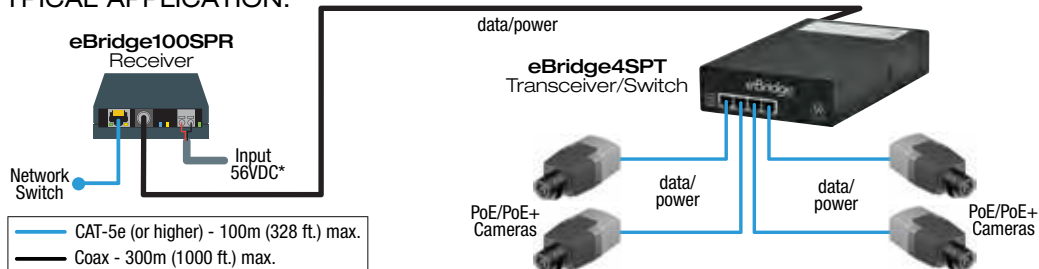 TYPICAL APPLICATION:
data/power
eBridge100SPR
Receiver
eBridge4SPT
Transceiver/Switch
eBridge
Input
56VDC*
Network
Switch
data/
power
data/
power
PoE/PoE+
Cameras
PoE/PoE+
Cameras
CAT-5e (or higher) - 100m (328 ft.) max.
Coax - 300m (1000 ft.) max.